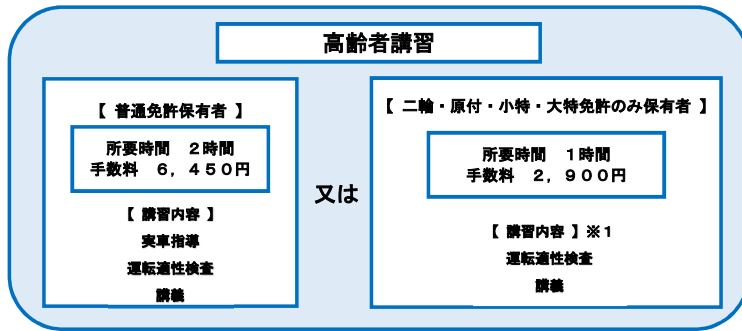 高齢者講習
【 普通免許保有者 】
所要時間　2時間
手数料　6，450円
【 講習内容 】
実車指導
運転適性検査
講義
又は
【 二輪・原付・小特・大特免許のみ保有者 】
所要時間　1時間
手数料　2，900円
【 講習内容 】※1
運転適性検査
講義